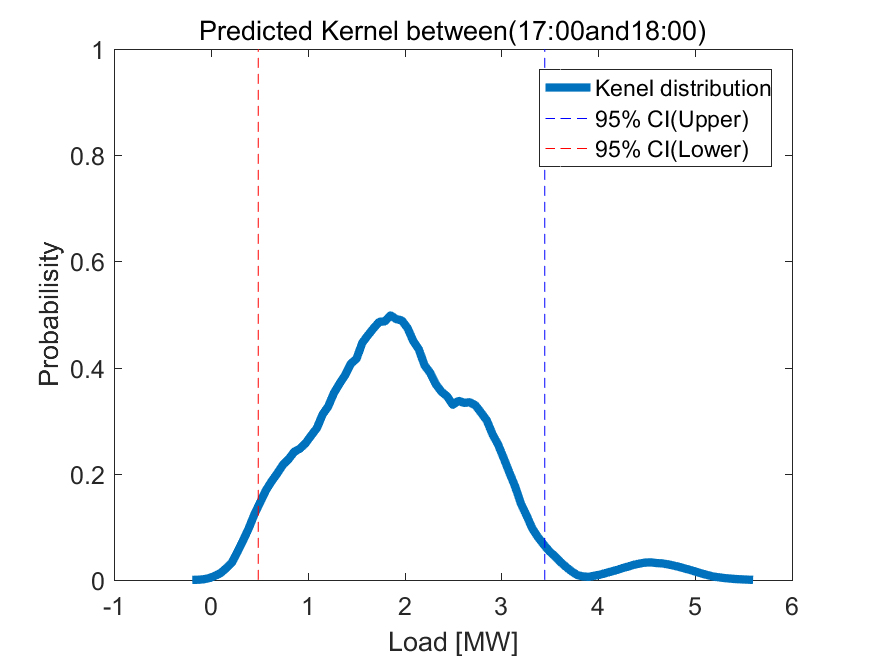 Predicted Kernel between(17:00and18:00)
1
0.8
0.6
0.4
0.2
0
Probabilisity
Kenel distribution
95% CI(Upper)
95% CI(Lower)
-1 0 1 2 3 4 5 6
Load [MW]